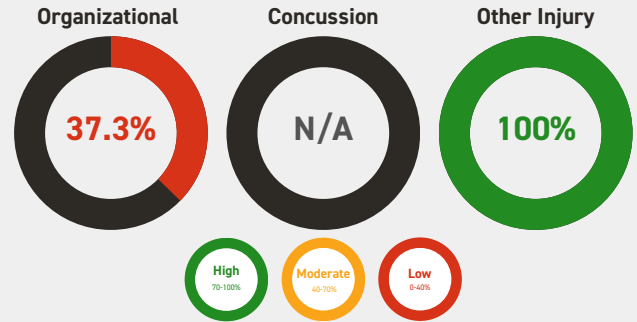 Organizational
Concussion
Other Injury
37.3%
N/A
100%
High
70-100%
Moderate
40-70%
Low
0-40%